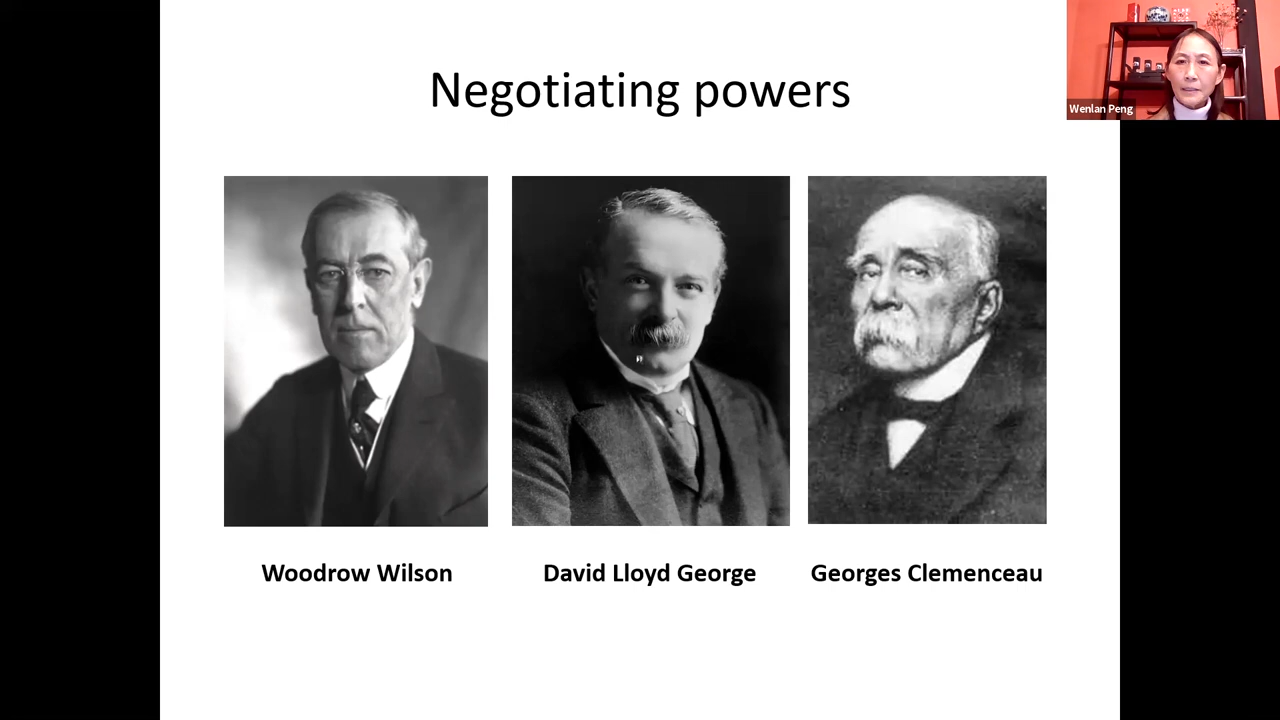 Negotiating powers
Wenlan Peng
Woodrow Wilson
David Lloyd George
Georges Clemenceau